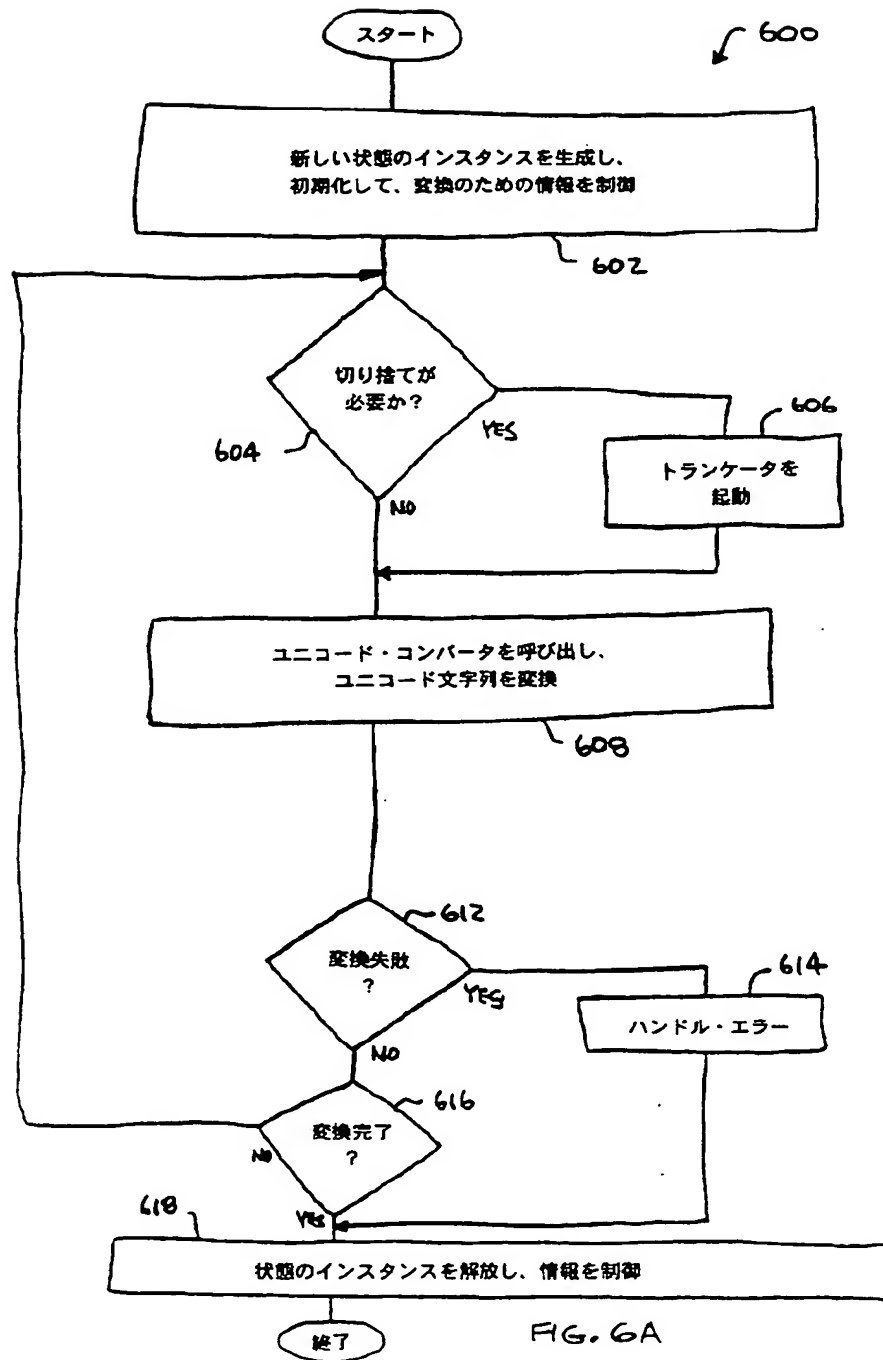 スタート
600
新しい状態のインスタンスを生成し、
初期化して、変換のための情報を制御
602
切り捨てが
必要か?
604
YES
606
トランケータを
起動
NO
ユニコード・コンバータを呼び出し、
ユニコード文字列を変換
608
612
変換失敗
?
YES
614
ハンドル・エラー
NO
616
変換完了
?
NO
YES
618
状態のインスタンスを解放し、情報を制御
終了
FIG. 6A